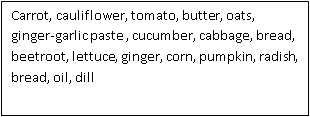 Carrot, cauliflower, tomato, butter, oats,
ginger-garlic paste , cucumber, cabbage, bread,
beetroot, lettuce, ginger, corn, pumpkin, radish,
bread, oil, dill